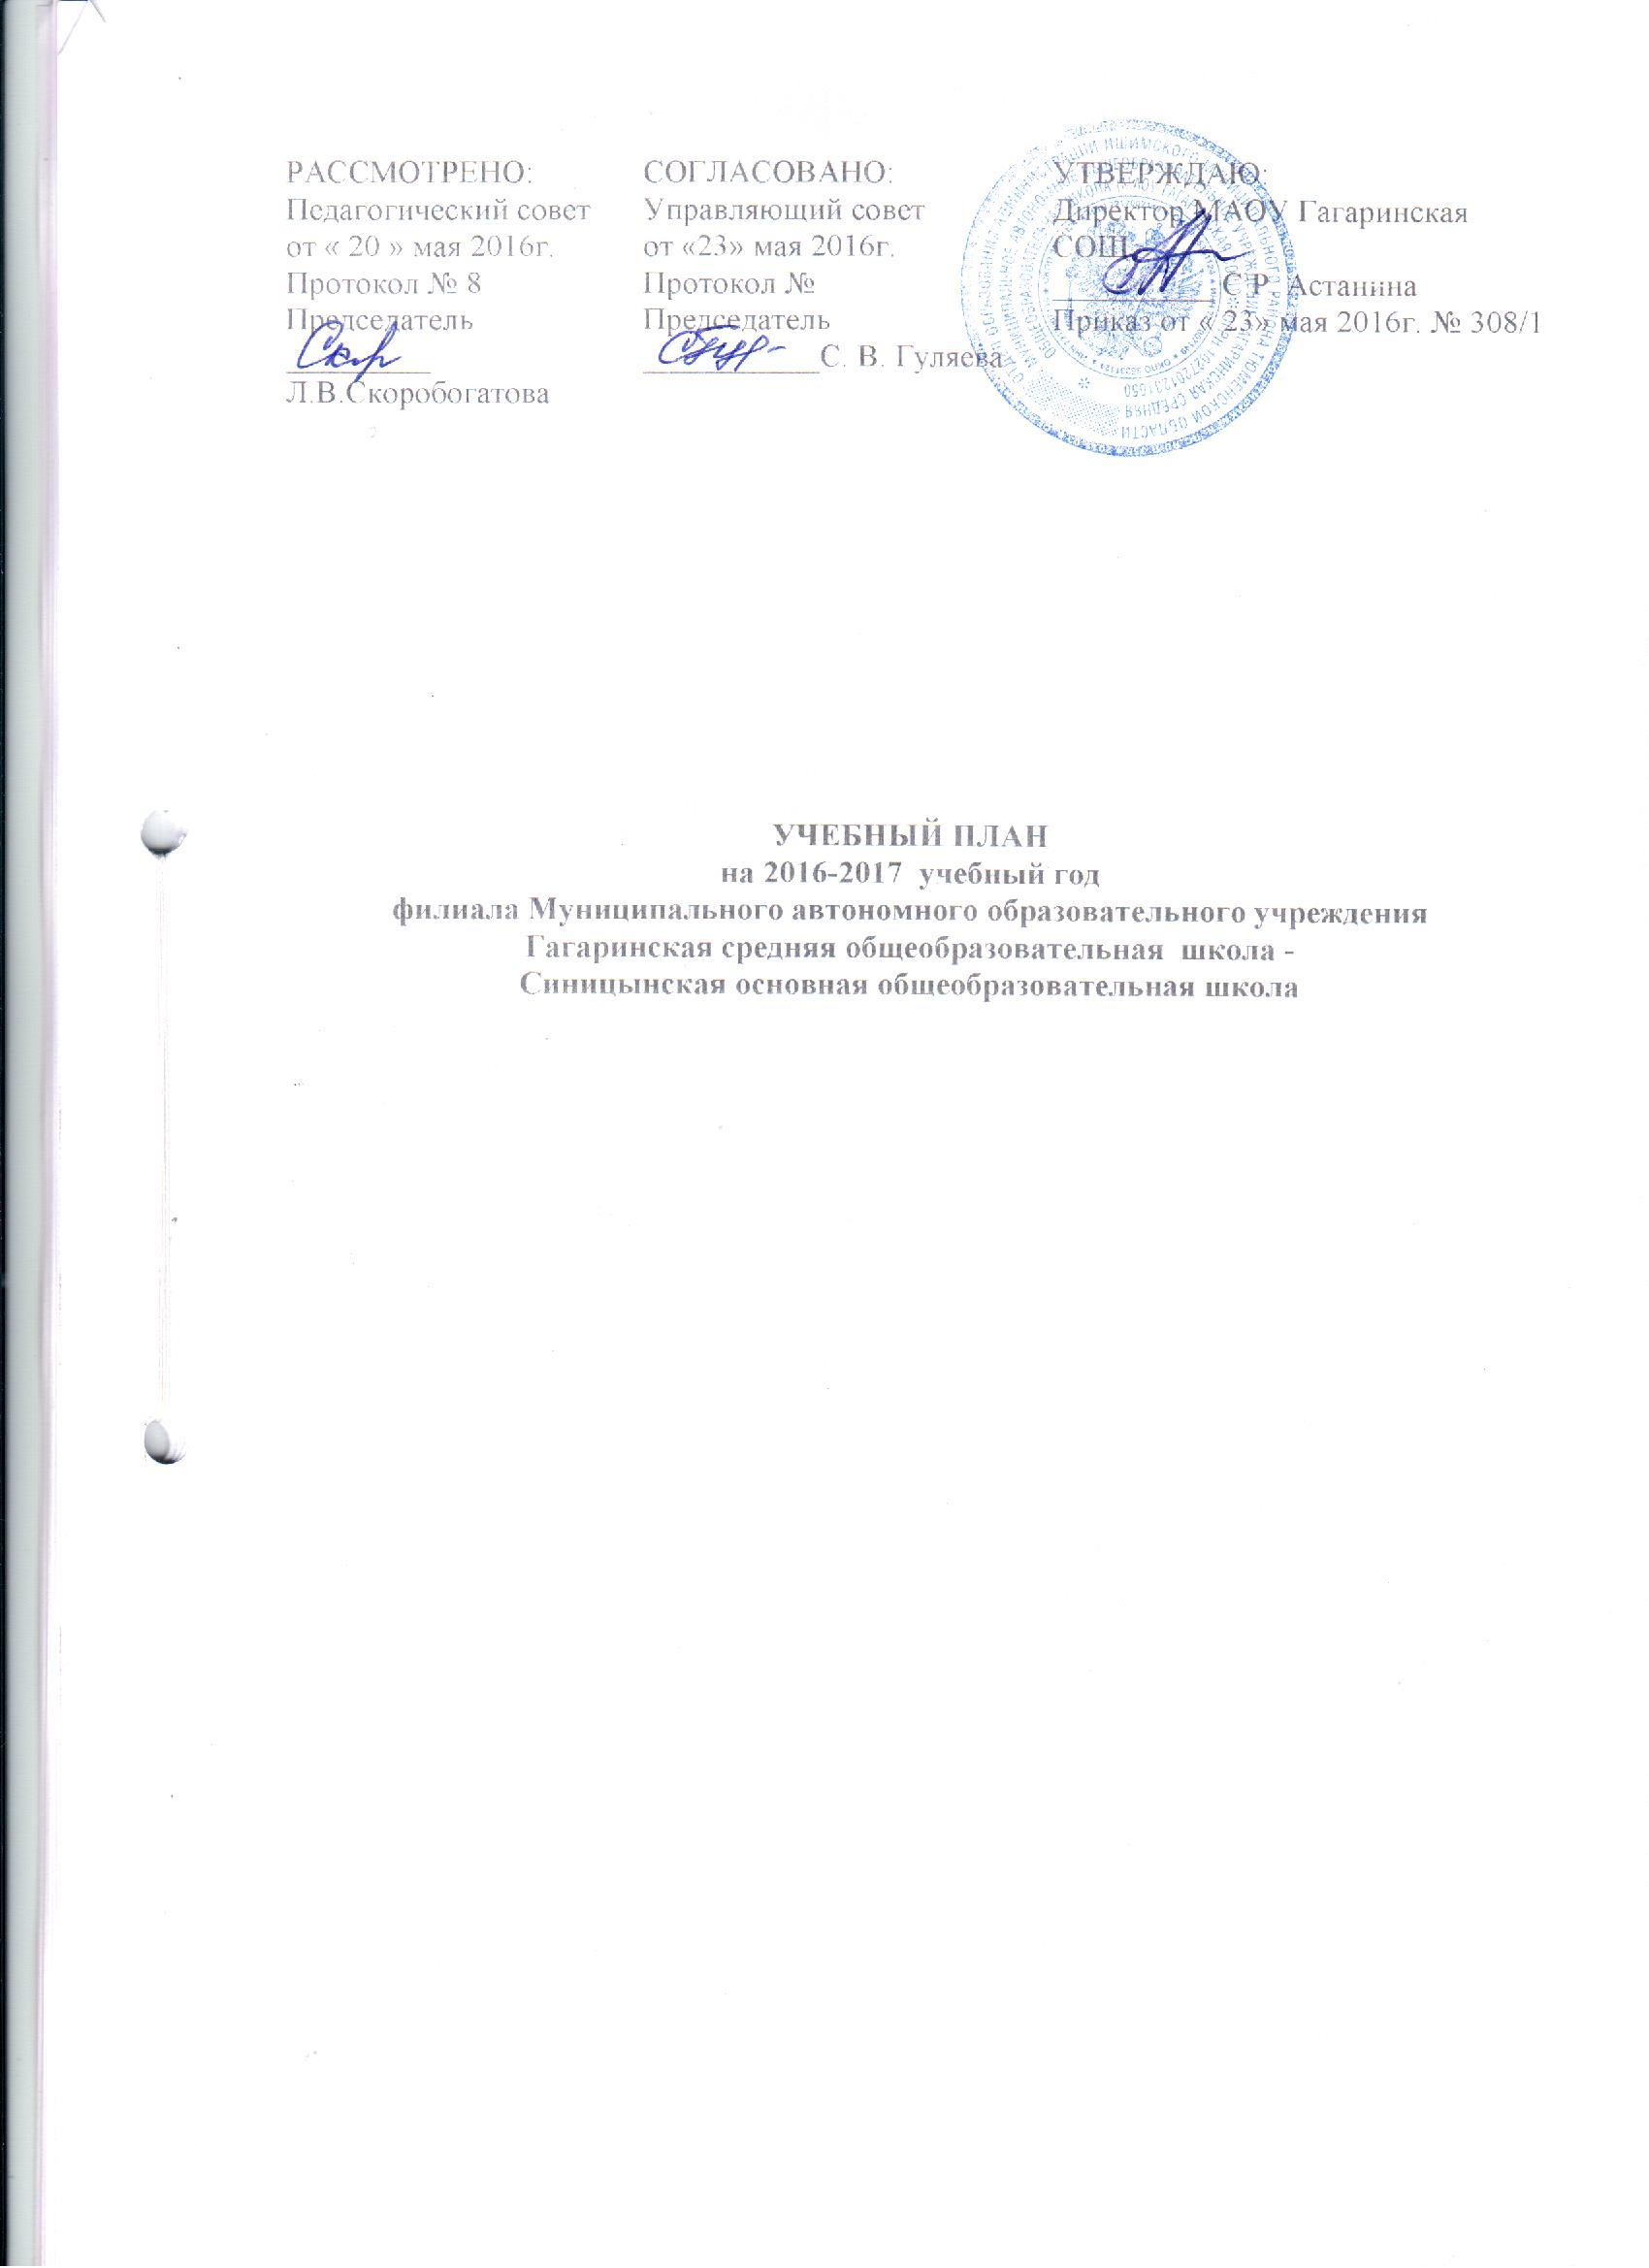 РАССМОТРЕНО:
Педагогический совет
от « 20 » мая 2016г.
Протокол № 8
Председатель
_________
Л.В.Скоробогатова
СОГЛАСОВАНО:
Управляющий совет
от «23» мая 2016г.
Протокол №
Председатель
___________С. В. Гуляева
УТВЕРЖДАЮ:
Директор МАОУ Гагаринская
СОШ
__________ С.Р. Астанина
Приказ от « 23» мая 2016г. № 308/1
УЧЕБНЫЙ ПЛАН
на 2016-2017 учебный год
филиала Муниципального автономного образовательного учреждения
Гагаринская средняя общеобразовательная школа -
Синицынская основная общеобразовательная школа